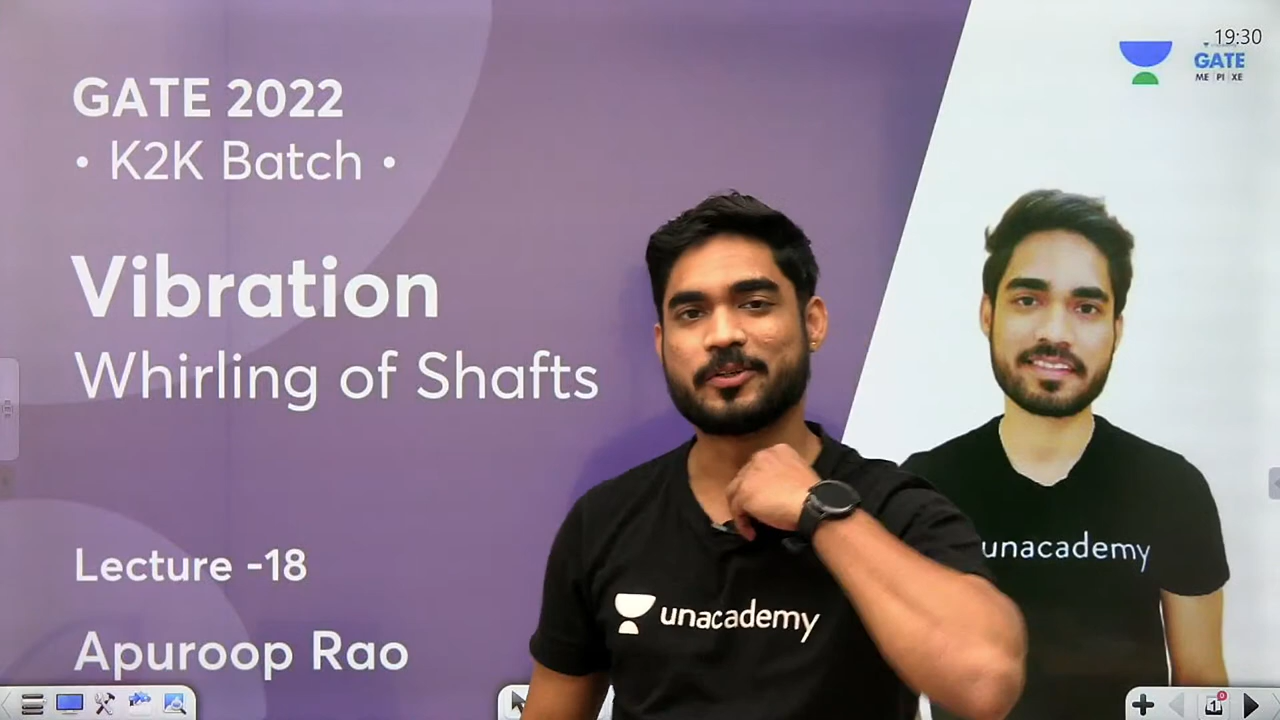 GATE 2022
• K2K Batch •
Vibration
Whirling of Shafts
Lecture -18
Apuroop Rao
19:30
GATE
ME | PI | XE
unacademy
unacademy
1